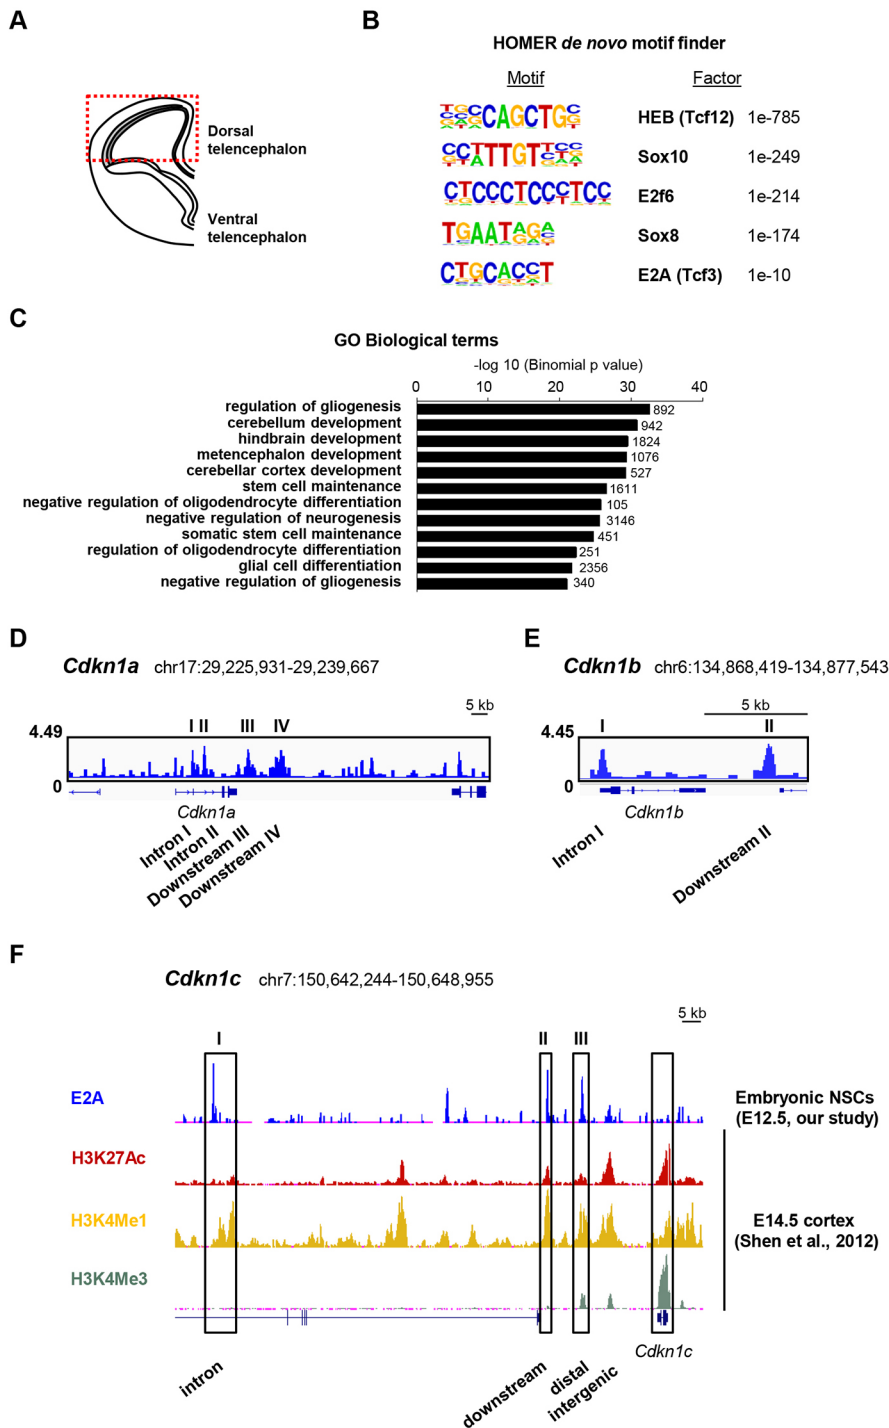 A
Dorsal
telencephalon
Ventral
telencephalon
B
HOMER de novo motif finder
Motif Factor
HEB (Tcf12) 1e-785
Sox10 1e-249
E2f6 1e-214
Sox8 1e-174
E2A (Tcf3) 1e-10
C
GO Biological terms
-log 10 (Binomial p value)
0 10 20 30 40
regulation of gliogenesis 892
cerebellum development 942
hindbrain development 1824
metencephalon development 1076
cerebellar cortex development 527
stem cell maintenance 1611
negative regulation of oligodendrocyte differentiation 105
negative regulation of neurogenesis 3146
somatic stem cell maintenance 451
regulation of oligodendrocyte differentiation 251
glial cell differentiation 2356
negative regulation of gliogenesis 340
D
Cdkn1a chr17:29,225,931-29,239,667
5 kb
I II III IV
4.49
0
Cdkn1a
Intron I
Intron II
Downstream III
Downstream IV
E
Cdkn1b chr6:134,868,419-134,877,543
5 kb
I II
4.45
0
Cdkn1b
Intron I
Downstream II
F
Cdkn1c chr7:150,642,244-150,648,955
5 kb
I II III
E2A
H3K27Ac
H3K4Me1
H3K4Me3
Embryonic NSCs
(E12.5, our study)
E14.5 cortex
(Shen et al., 2012)
Cdkn1c
intron
downstream
distal
intergenic